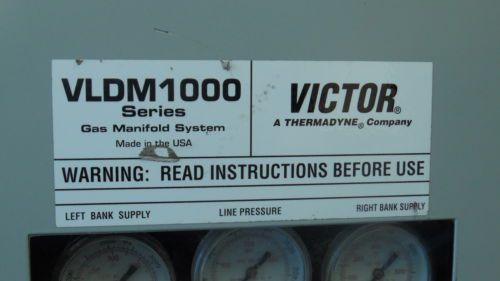 VLDM1000
Series
Gas Manifold System
Made in the USA
VICTOR®
A THERMADYNE® Company
WARNING: READ INSTRUCTIONS BEFORE USE
LEFT BANK SUPPLY
LINE PRESSURE
RIGHT BANK SUPPLY